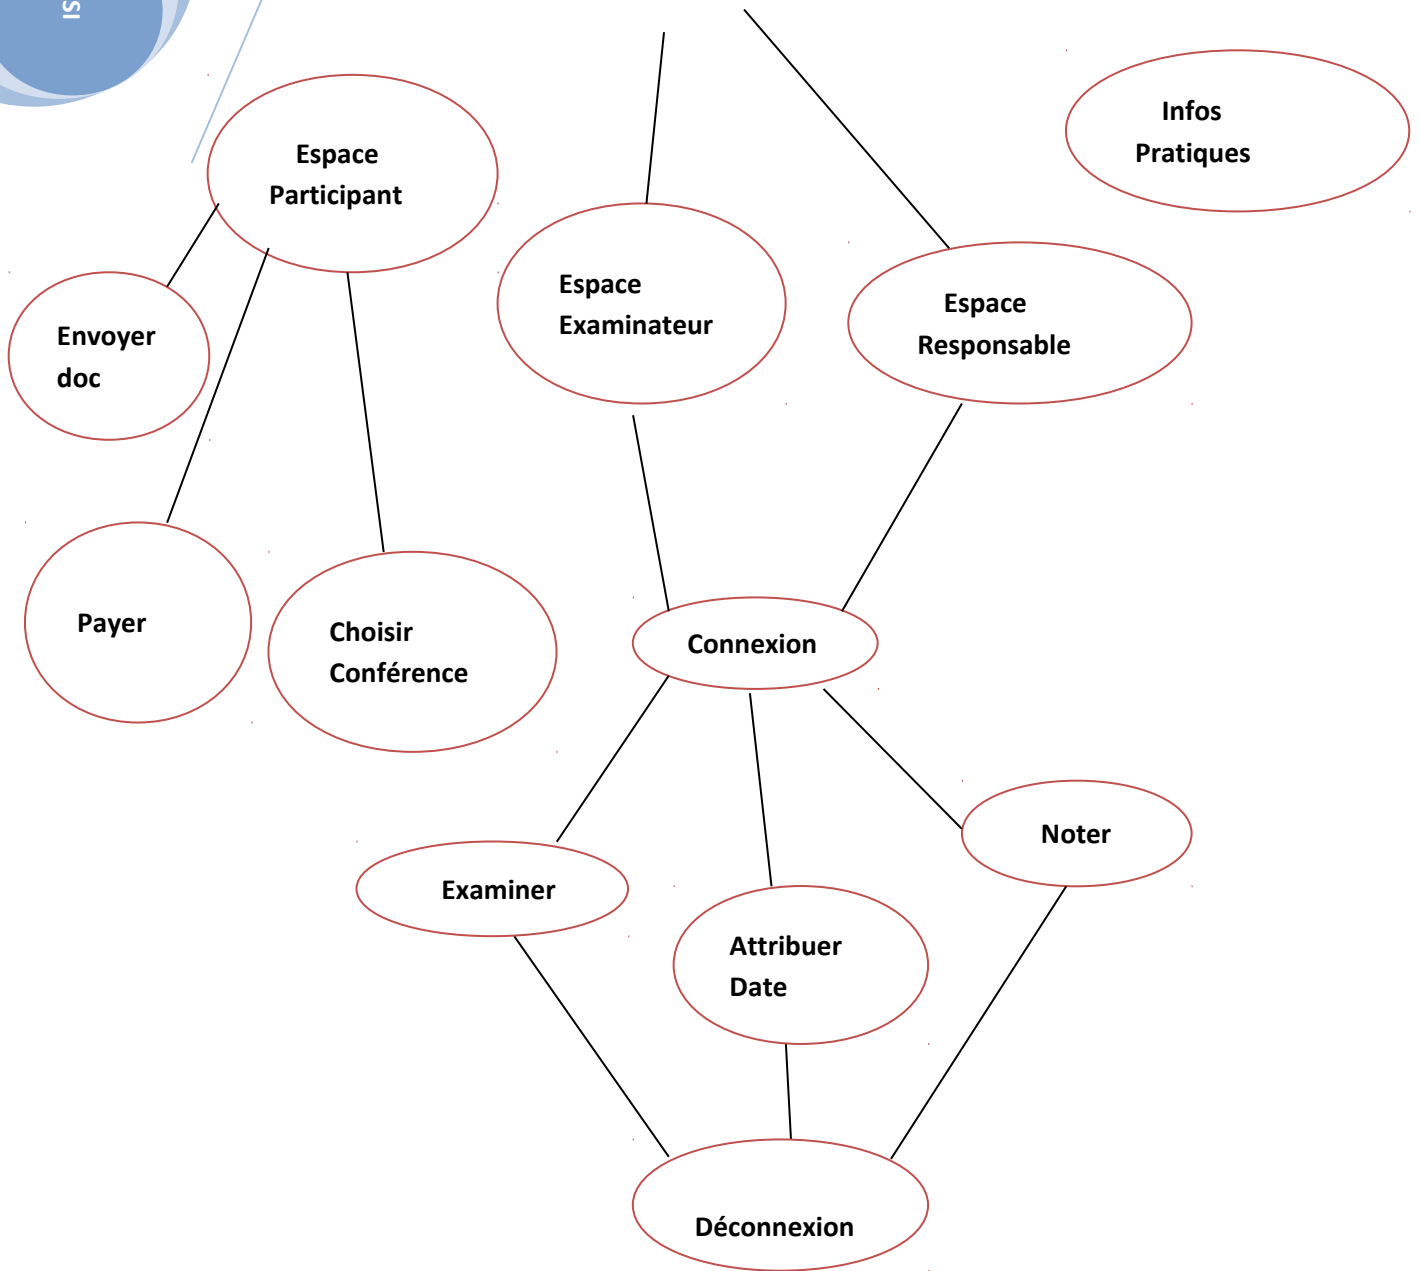 IS
Infos
Pratiques
Espace
Participant
Espace
Examinateur
Espace
Responsable
Envoyer
doc
Payer
Choisir
Conférence
Connexion
Noter
Examiner
Attribuer
Date
Déconnexion